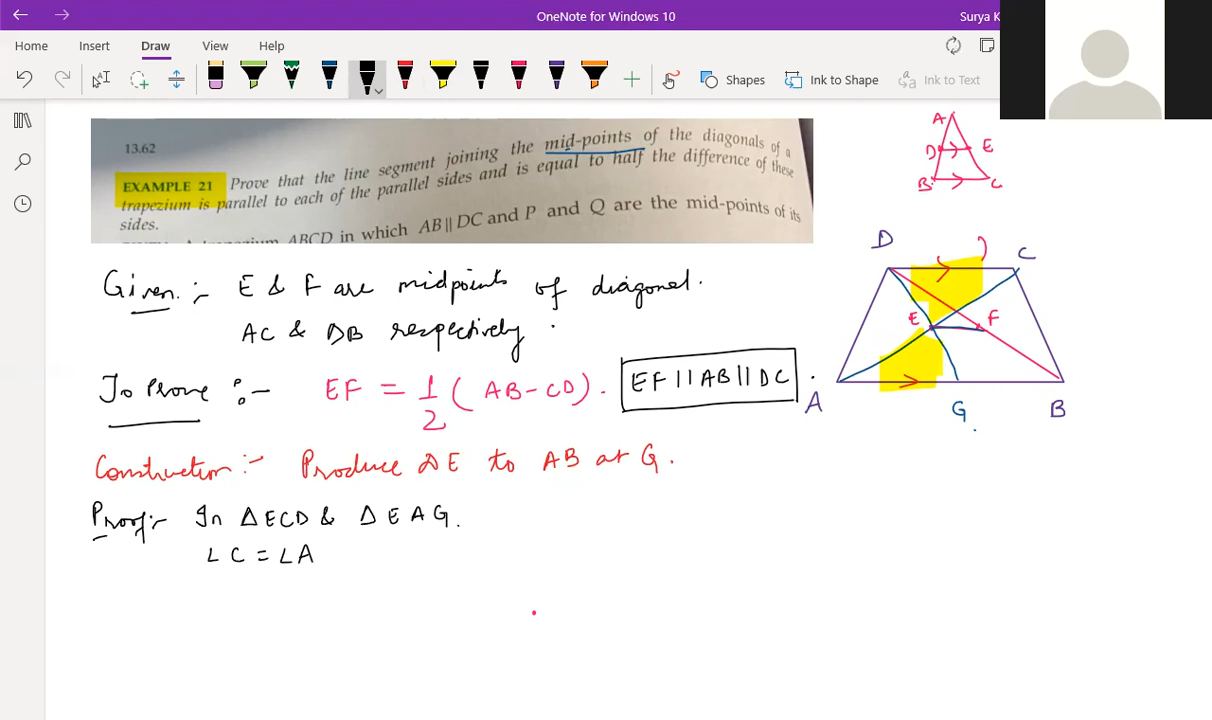 OneNote for Windows 10
Surya K
Home Insert Draw View Help
Shapes Ink to Shape Ink to Text
13.62
EXAMPLE 21 Prove that the line segment joining the mid-points of the diagonals of a
trapezium is parallel to each of the parallel sides and is equal to half the difference of these
sides.
ABCD in which AB || DC and P and Q are the mid-points of its
A
D E
B C
D C
E F
A G B
Given :- E & F are midpoints of diagonal.
AC & DB respectively.
To Prove :- EF = 1/2 (AB-CD). EF || AB || DC.
Construction :- Produce DE to AB at G.
Proof:- In Δ ECD & Δ EAG.
∠C = ∠A